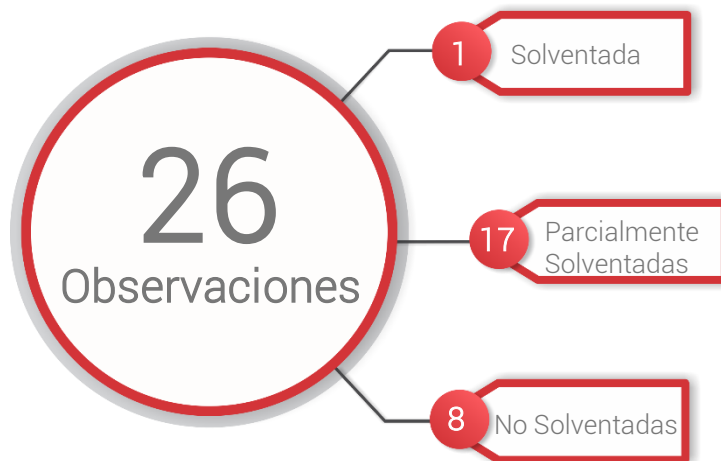 26
Observaciones
1
Solventada
17
Parcialmente
Solventadas
8
No Solventadas